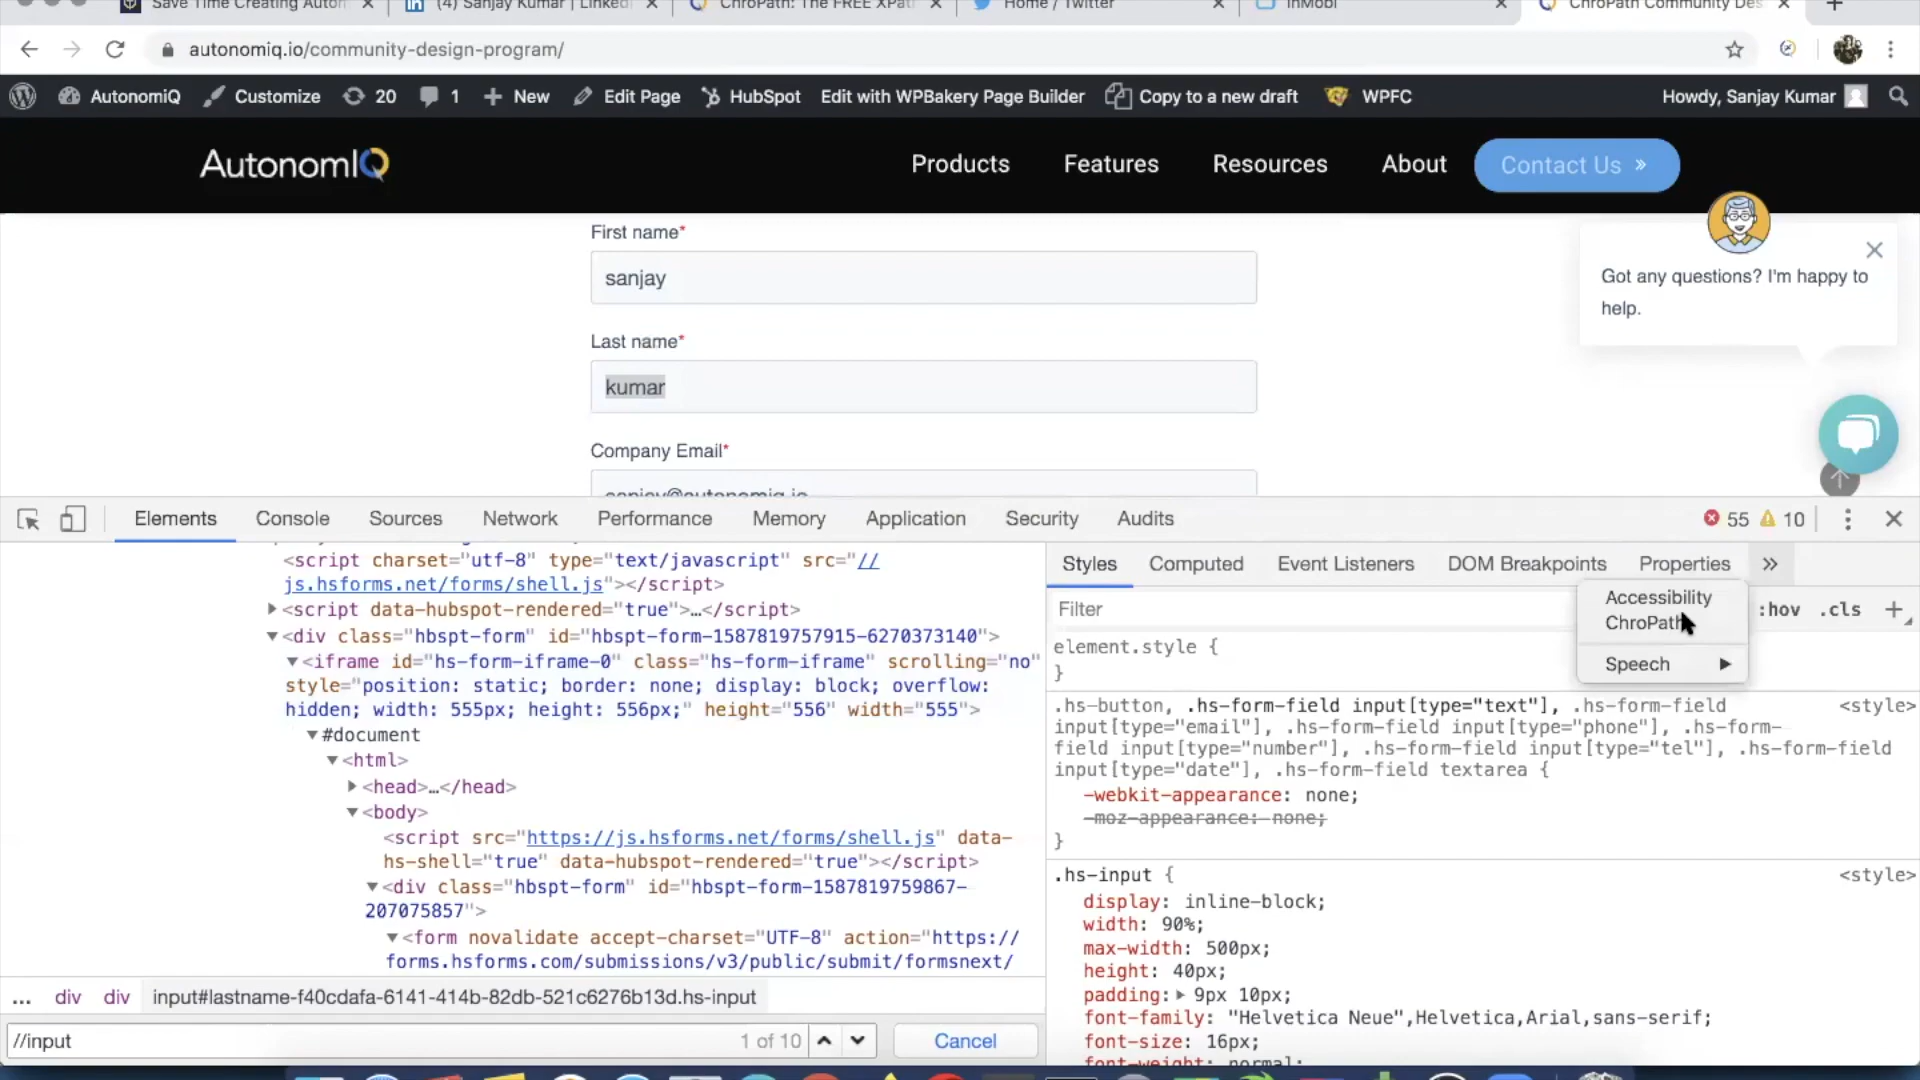 Save Time Creating Autom
(4) Sanjay Kumar | LinkedI
ChroPath: The FREE XPat
Home / Twitter
InMobi
ChroPath Community Des
autonomiq.io/community-design-program/
AutonomiQ
Customize
20
1
New
Edit Page
HubSpot
Edit with WPBakery Page Builder
Copy to a new draft
WPFC
Howdy, Sanjay Kumar
AutonomIQ
Products
Features
Resources
About
Contact Us »
First name*
sanjay
Last name*
kumar
Company Email*
sanjay@autonomiq.io
Got any questions? I'm happy to
help.
Elements
Console
Sources
Network
Performance
Memory
Application
Security
Audits
55
10
<script charset="utf-8" type="text/javascript" src="//
js.hsforms.net/forms/shell.js"></script>
<script data-hubspot-rendered="true">…</script>
<div class="hbspt-form" id="hbspt-form-1587819757915-6270373140">
<iframe id="hs-form-iframe-0" class="hs-form-iframe" scrolling="no"
style="position: static; border: none; display: block; overflow:
hidden; width: 555px; height: 556px;" height="556" width="555">
#document
<html>
<head>…</head>
<body>
<script src="https://js.hsforms.net/forms/shell.js" data-
hs-shell="true" data-hubspot-rendered="true"></script>
<div class="hbspt-form" id="hbspt-form-1587819759867-
207075857">
<form novalidate accept-charset="UTF-8" action="https://
forms.hsforms.com/submissions/v3/public/submit/formsnext/
... div div input#lastname-f40cdafa-6141-414b-82db-521c6276b13d.hs-input
//input
1 of 10
Cancel
Styles
Computed
Event Listeners
DOM Breakpoints
Properties
»
Accessibility
ChroPath
Speech
Filter
:hov
.cls
+
element.style {
}
.hs-button, .hs-form-field input[type="text"], .hs-form-field
<style>
input[type="email"], .hs-form-field input[type="phone"], .hs-form-
field input[type="number"], .hs-form-field input[type="tel"], .hs-form-field
input[type="date"], .hs-form-field textarea {
-webkit-appearance: none;
-moz-appearance: none;
}
.hs-input {
<style>
display: inline-block;
width: 90%;
max-width: 500px;
height: 40px;
padding: 9px 10px;
font-family: "Helvetica Neue",Helvetica,Arial,sans-serif;
font-size: 16px;
font-weight: normal;